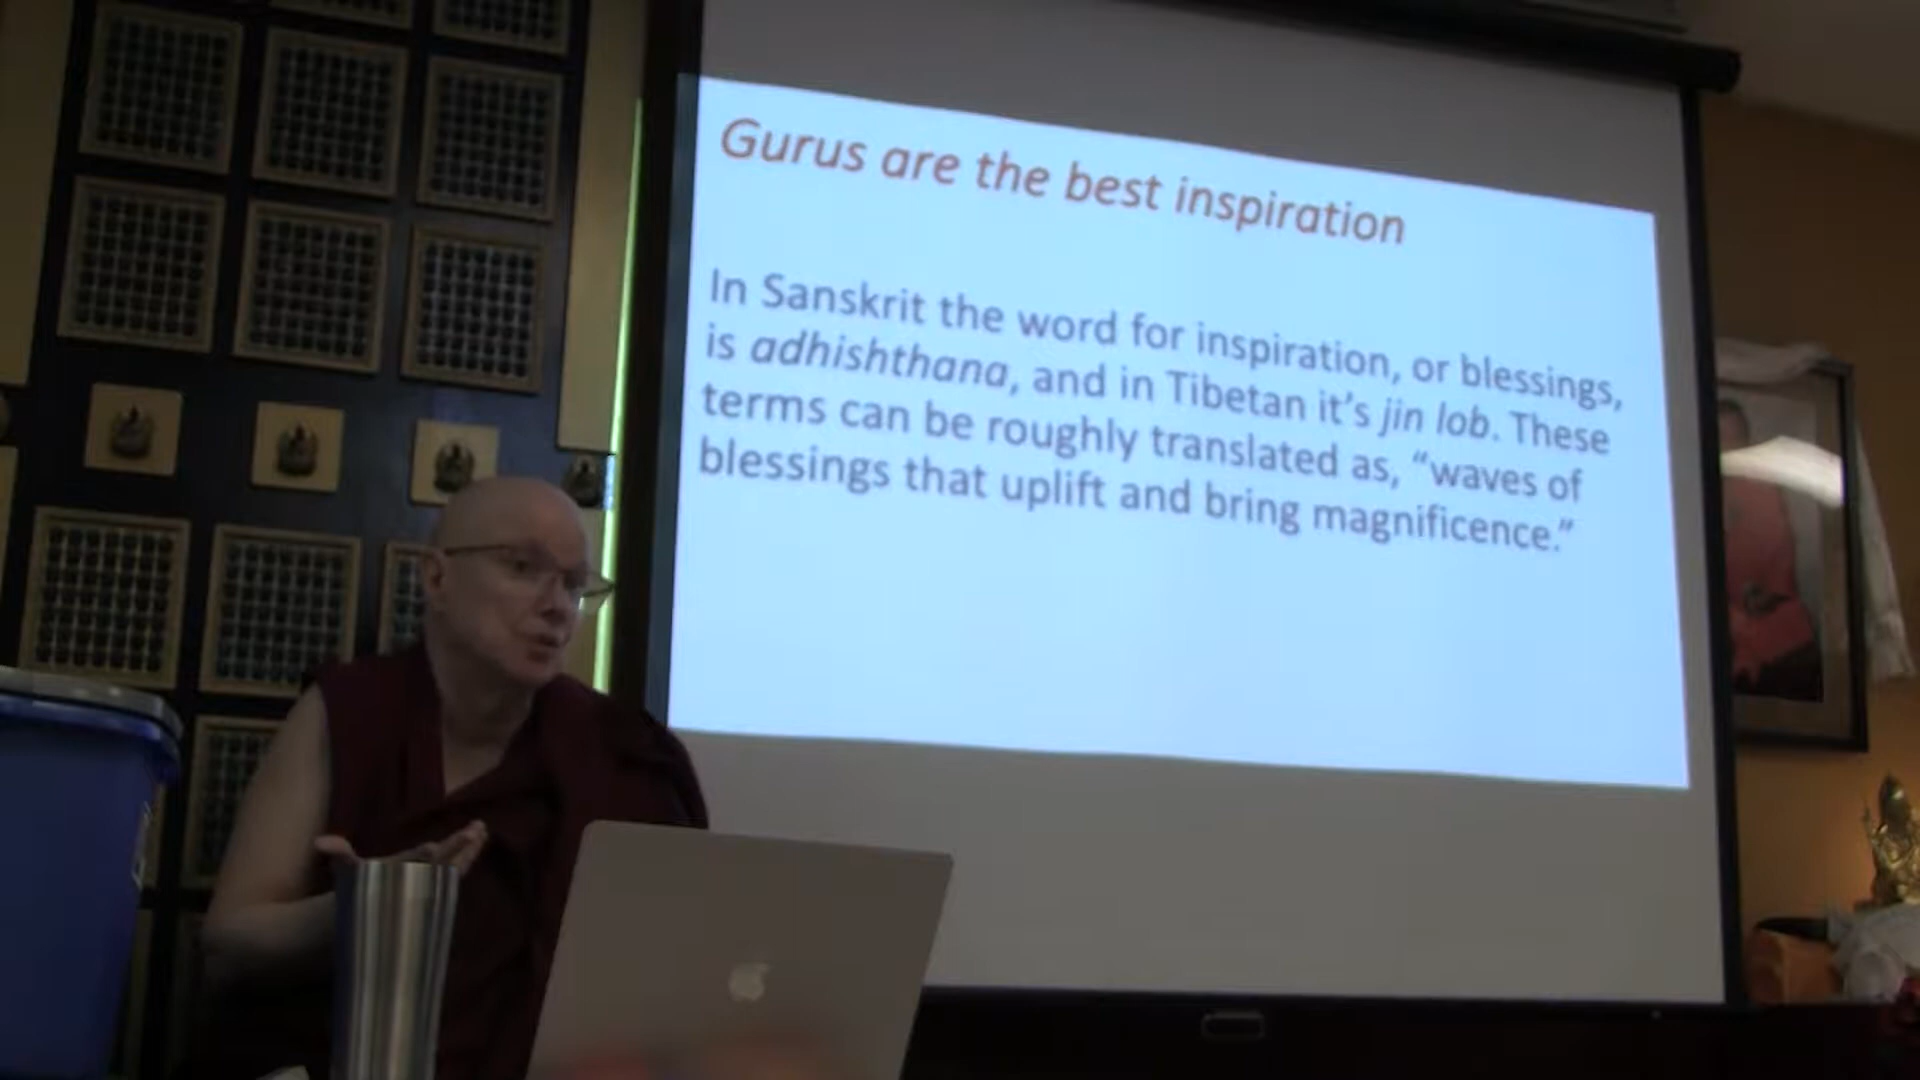 Gurus are the best inspiration
In Sanskrit the word for inspiration, or blessings,
is adhishthana, and in Tibetan it’s jin lob. These
terms can be roughly translated as, “waves of
blessings that uplift and bring magnificence.”